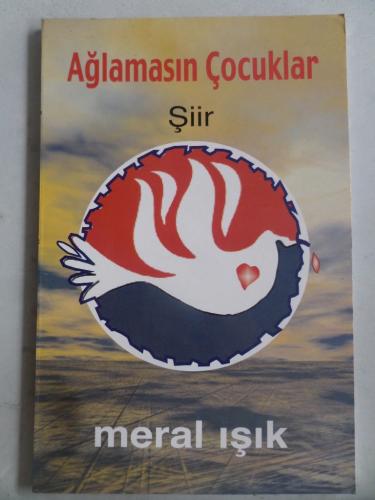 Ağlamasın Çocuklar
Şiir
meral ışık